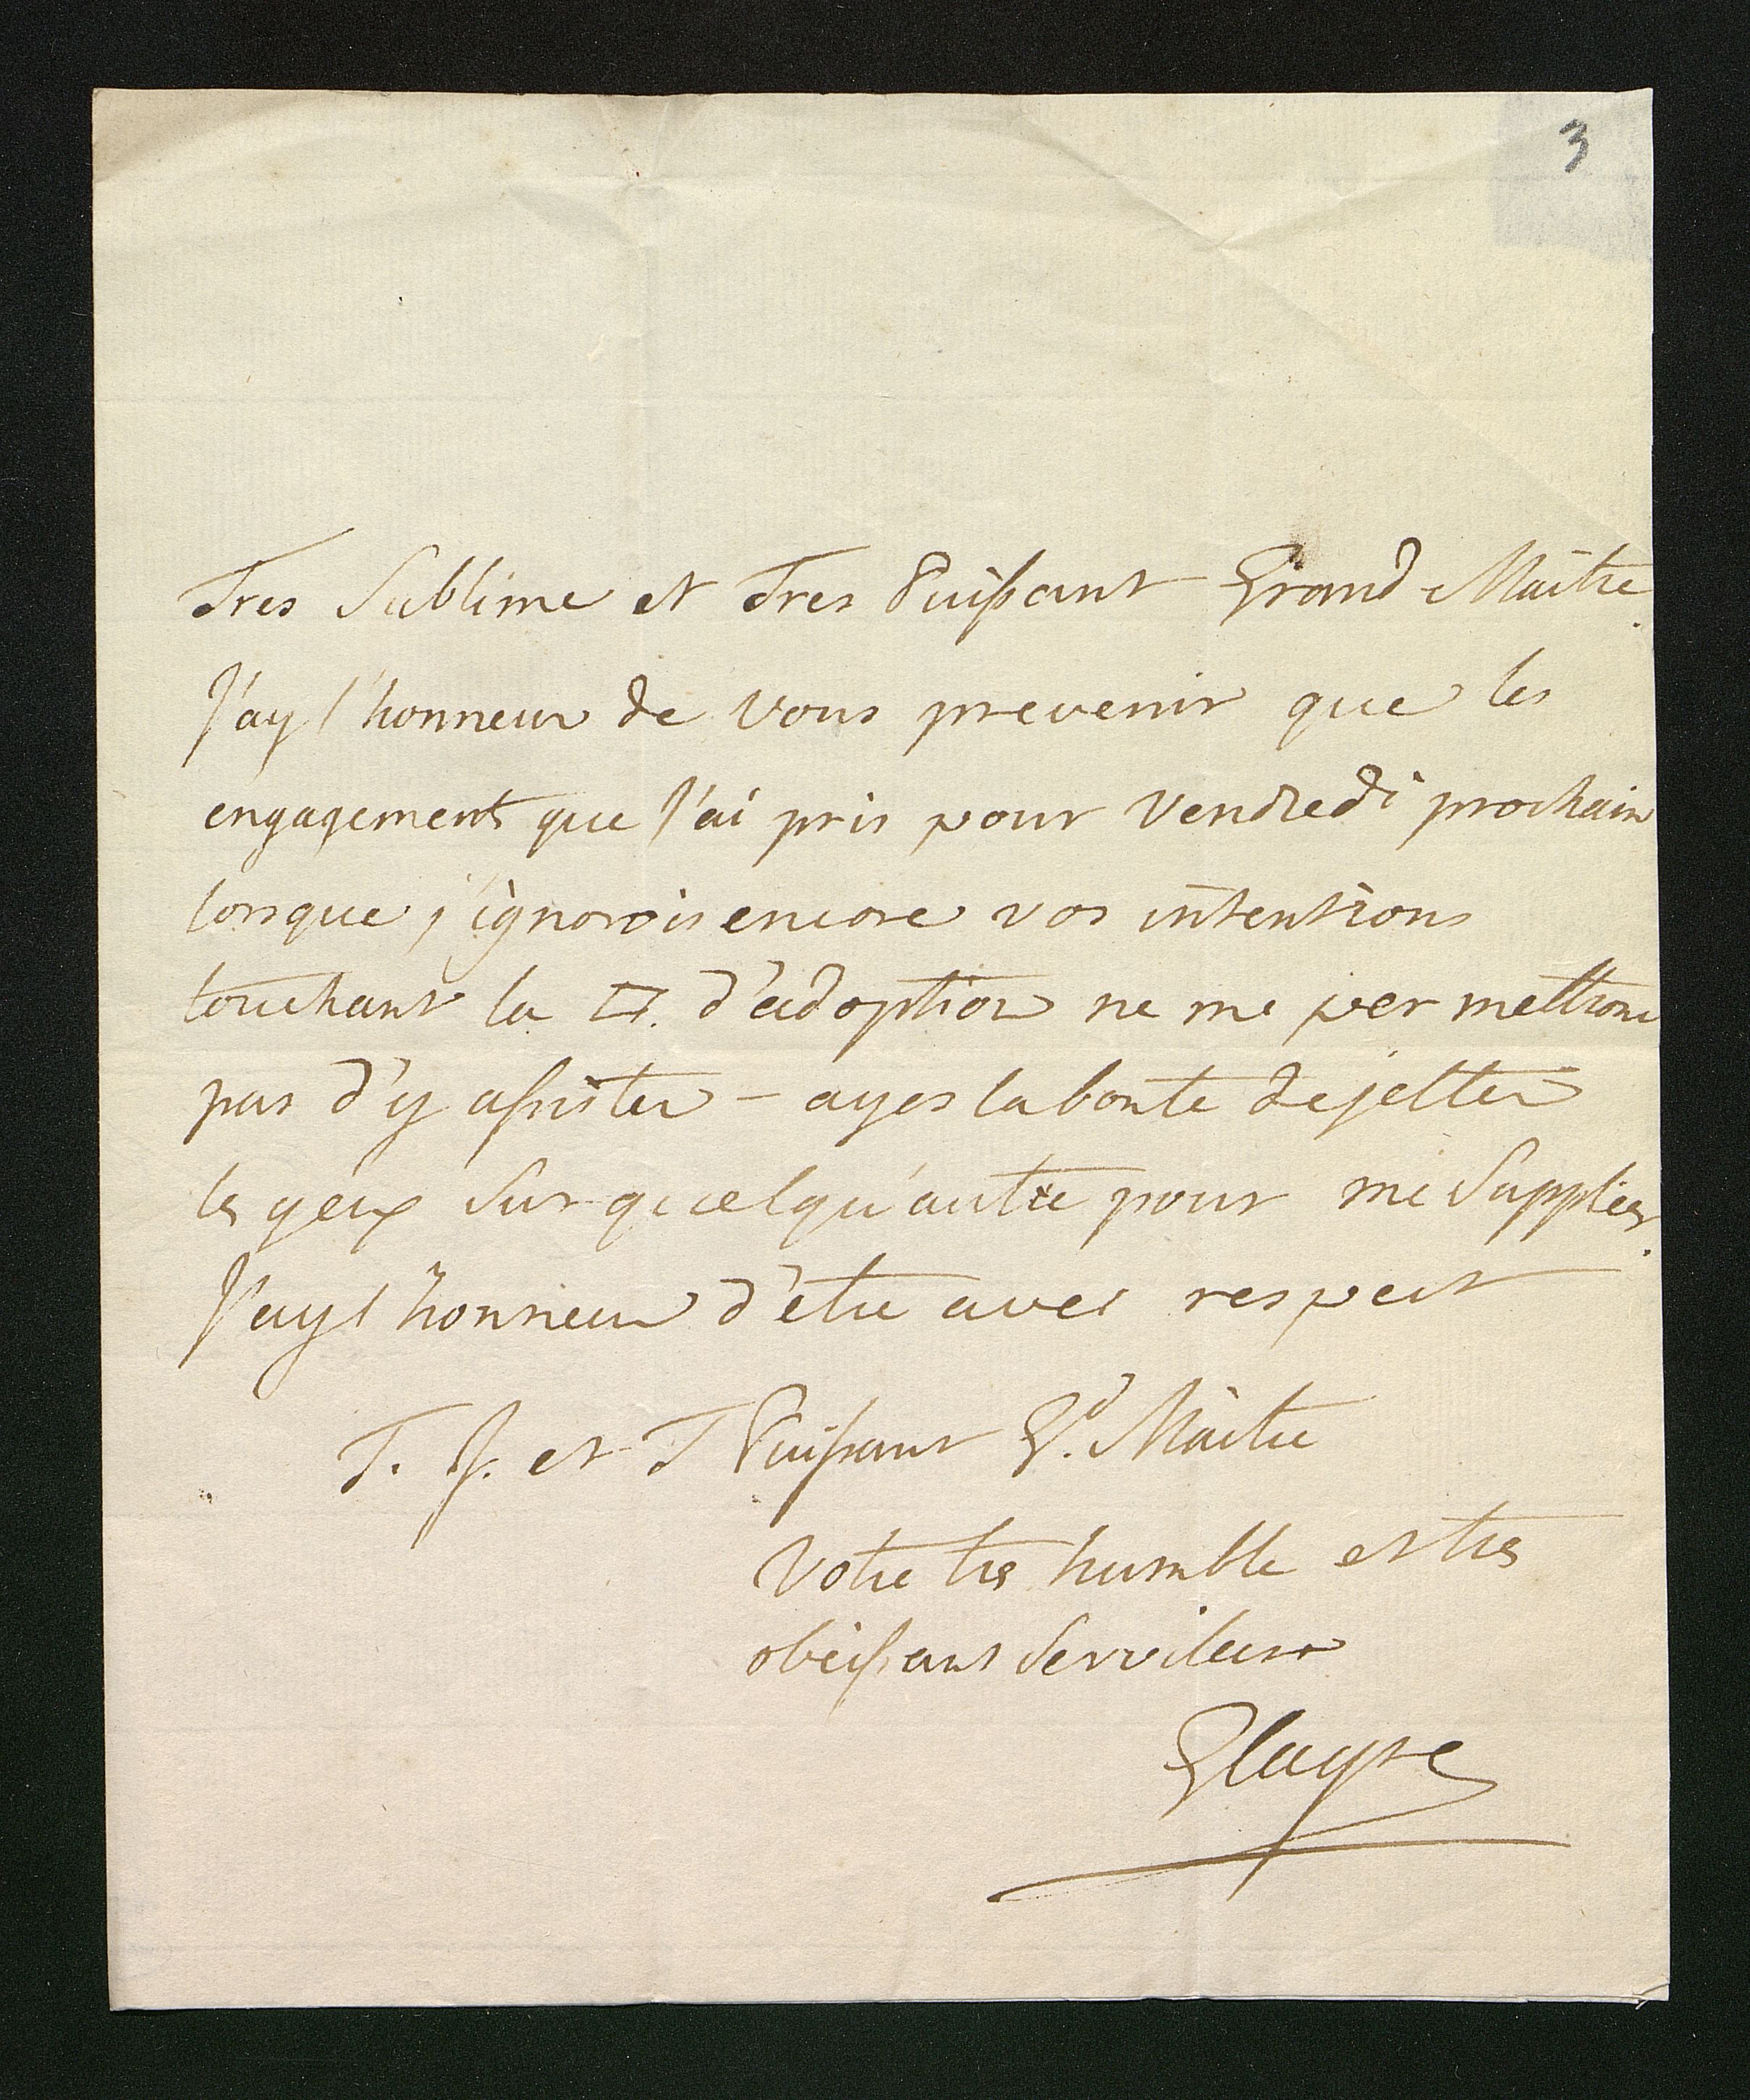 3
Tres Sublime et Tres Puissant Grand-Maitre.
J'ay l'honneur de vous prevenir que les
engagements que j'ai pris pour vendredi prochain
lorsque j'ignorois encore vos intentions
touchant la □. d'adoption ne me permettront
pas d'y assister – ayes la bonté de jetter
les yeux sur quelqu'autre pour me supplier.
J'ay l'honneur d'etre avec respect
T. S. et T Puissant G.d Maitre
Votre tres humble et tres
obeissant Serviteur
Glayre